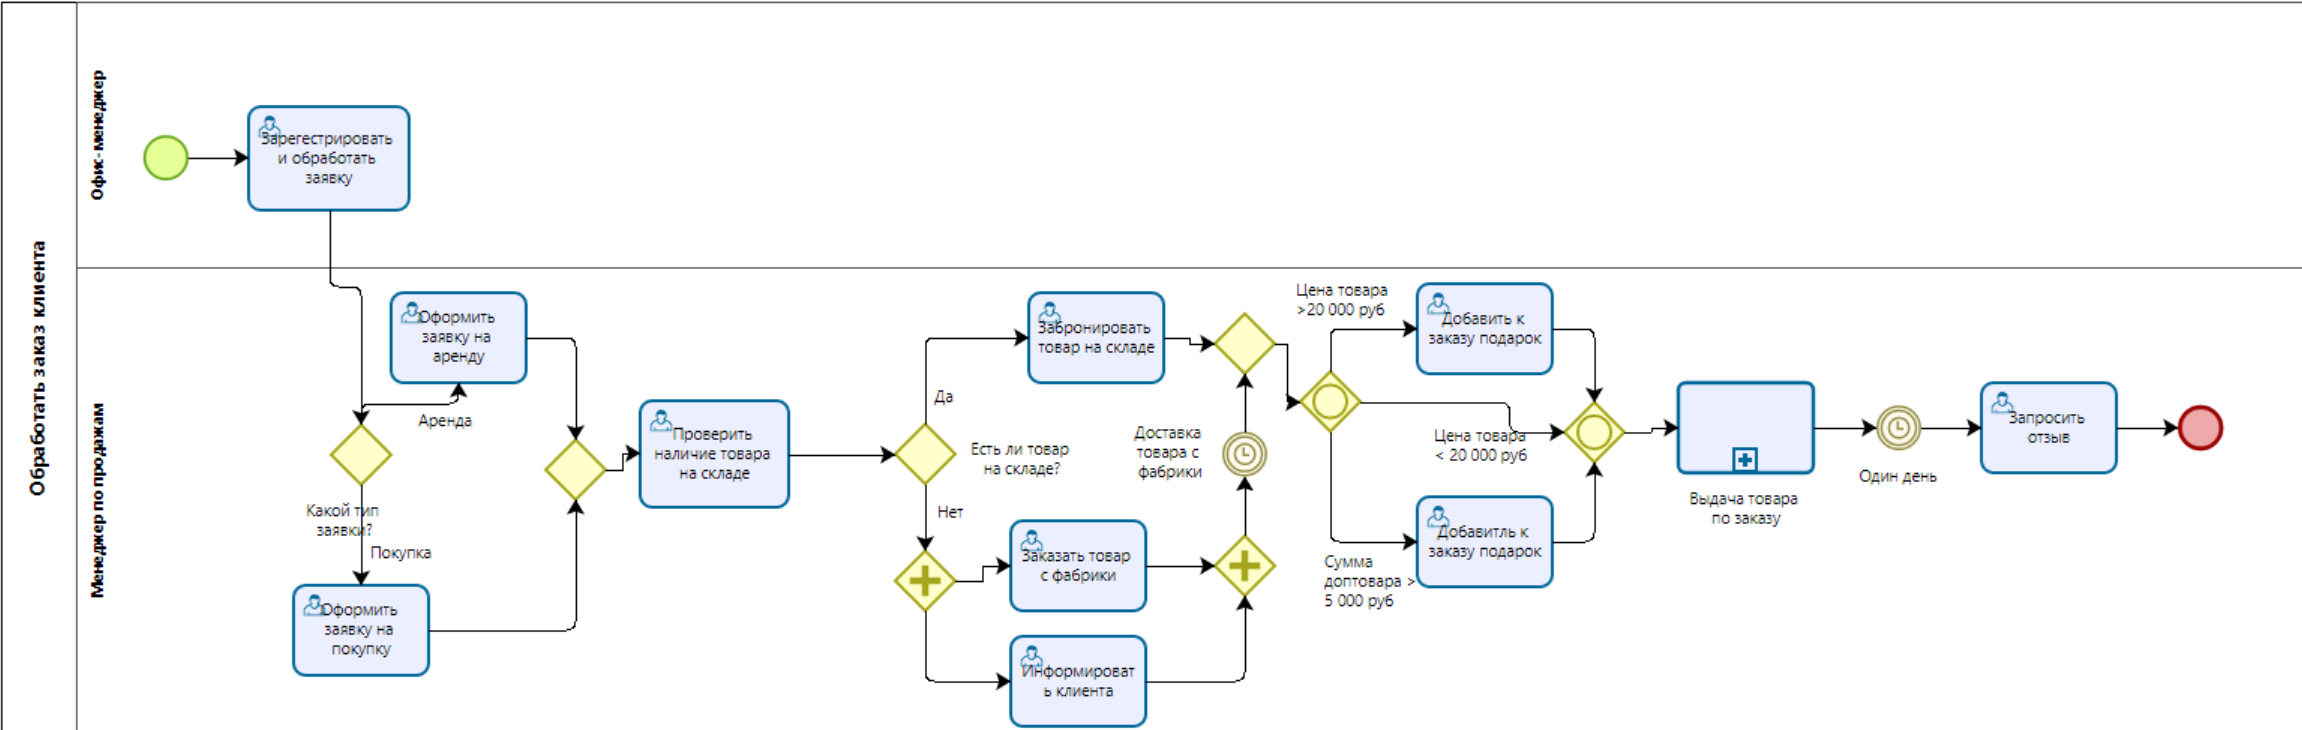 Обработать заказ клиента
Офис-менеджер
Менеджер по продажам
Зарегестрировать
и обработать
заявку
Оформить
заявку на
аренду
Аренда
Какой тип
заявки?
Покупка
Оформить
заявку на
покупку
Проверить
наличие товара
на складе
Да
Есть ли товар
на складе?
Нет
Забронировать
товар на складе
Заказать товар
с фабрики
Информироват
ь клиента
Доставка
товара с
фабрики
Цена товара
>20 000 руб
Добавить к
заказу подарок
Цена товара
< 20 000 руб
Сумма
доптовара >
5 000 руб
Добавитль к
заказу подарок
Выдача товара
по заказу
Один день
Запросить
отзыв